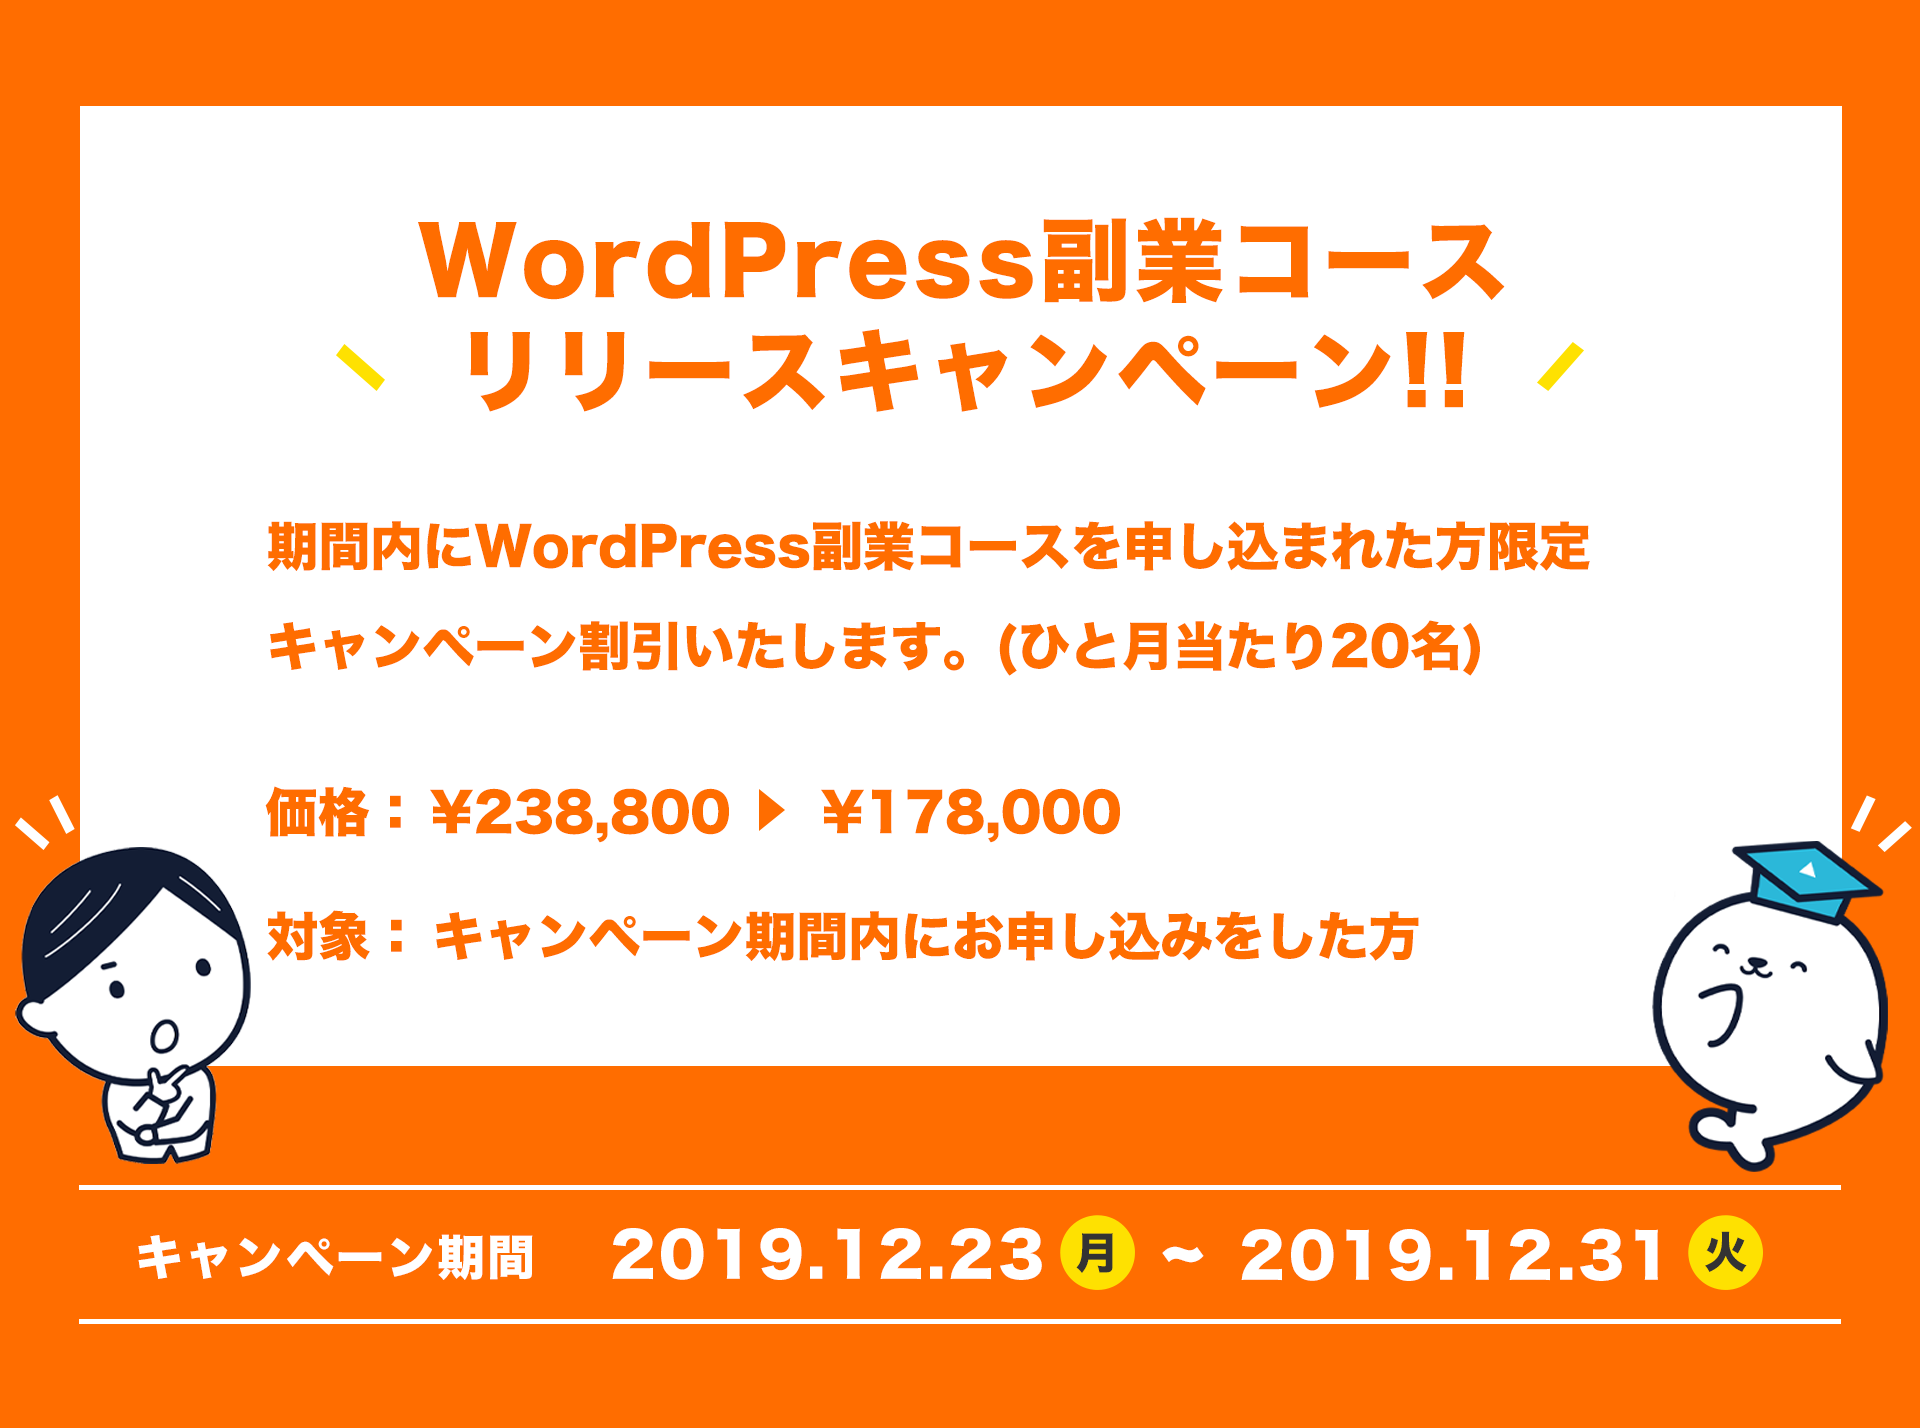 WordPress副業コース
リリースキャンペーン!!
期間内にWordPress副業コースを申し込まれた方限定
キャンペーン割引いたします。(ひと月当たり20名)
価格：¥238,800 ▶ ¥178,000
対象：キャンペーン期間内にお申し込みをした方
キャンペーン期間 2019.12.23 月 〜 2019.12.31 火